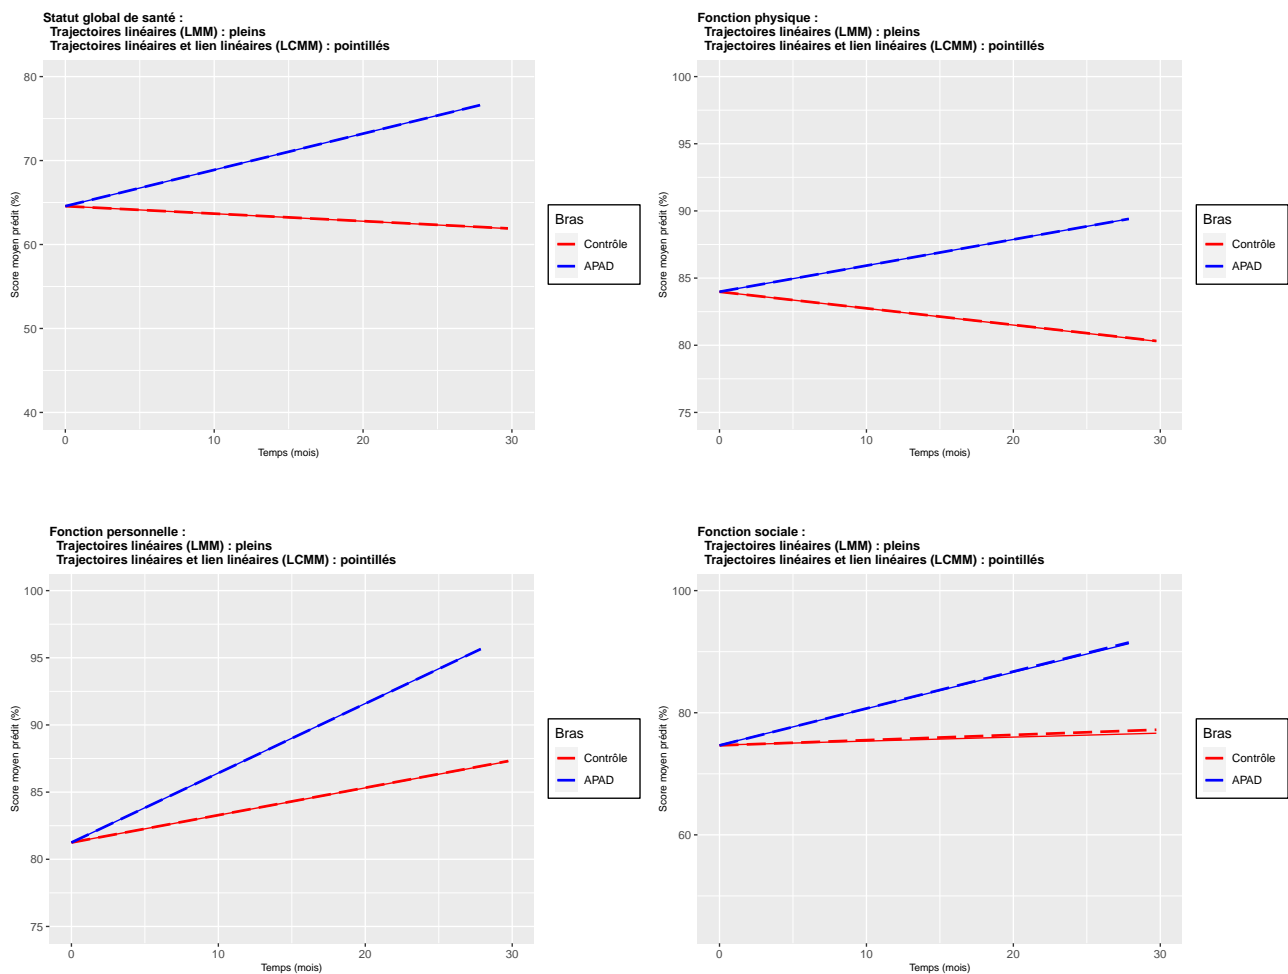 Statut global de santé :
Trajectoires linéaires (LMM) : pleins
Trajectoires linéaires et lien linéaires (LCMM) : pointillés
80
70
60
50
40
Score moyen prédit (%)
0 10 20 30
Temps (mois)
Bras
Contrôle
APAD
Fonction physique :
Trajectoires linéaires (LMM) : pleins
Trajectoires linéaires et lien linéaires (LCMM) : pointillés
100
95
90
85
80
75
Score moyen prédit (%)
0 10 20 30
Temps (mois)
Bras
Contrôle
APAD
Fonction personnelle :
Trajectoires linéaires (LMM) : pleins
Trajectoires linéaires et lien linéaires (LCMM) : pointillés
100
95
90
85
80
75
Score moyen prédit (%)
0 10 20 30
Temps (mois)
Bras
Contrôle
APAD
Fonction sociale :
Trajectoires linéaires (LMM) : pleins
Trajectoires linéaires et lien linéaires (LCMM) : pointillés
100
80
60
Score moyen prédit (%)
0 10 20 30
Temps (mois)
Bras
Contrôle
APAD